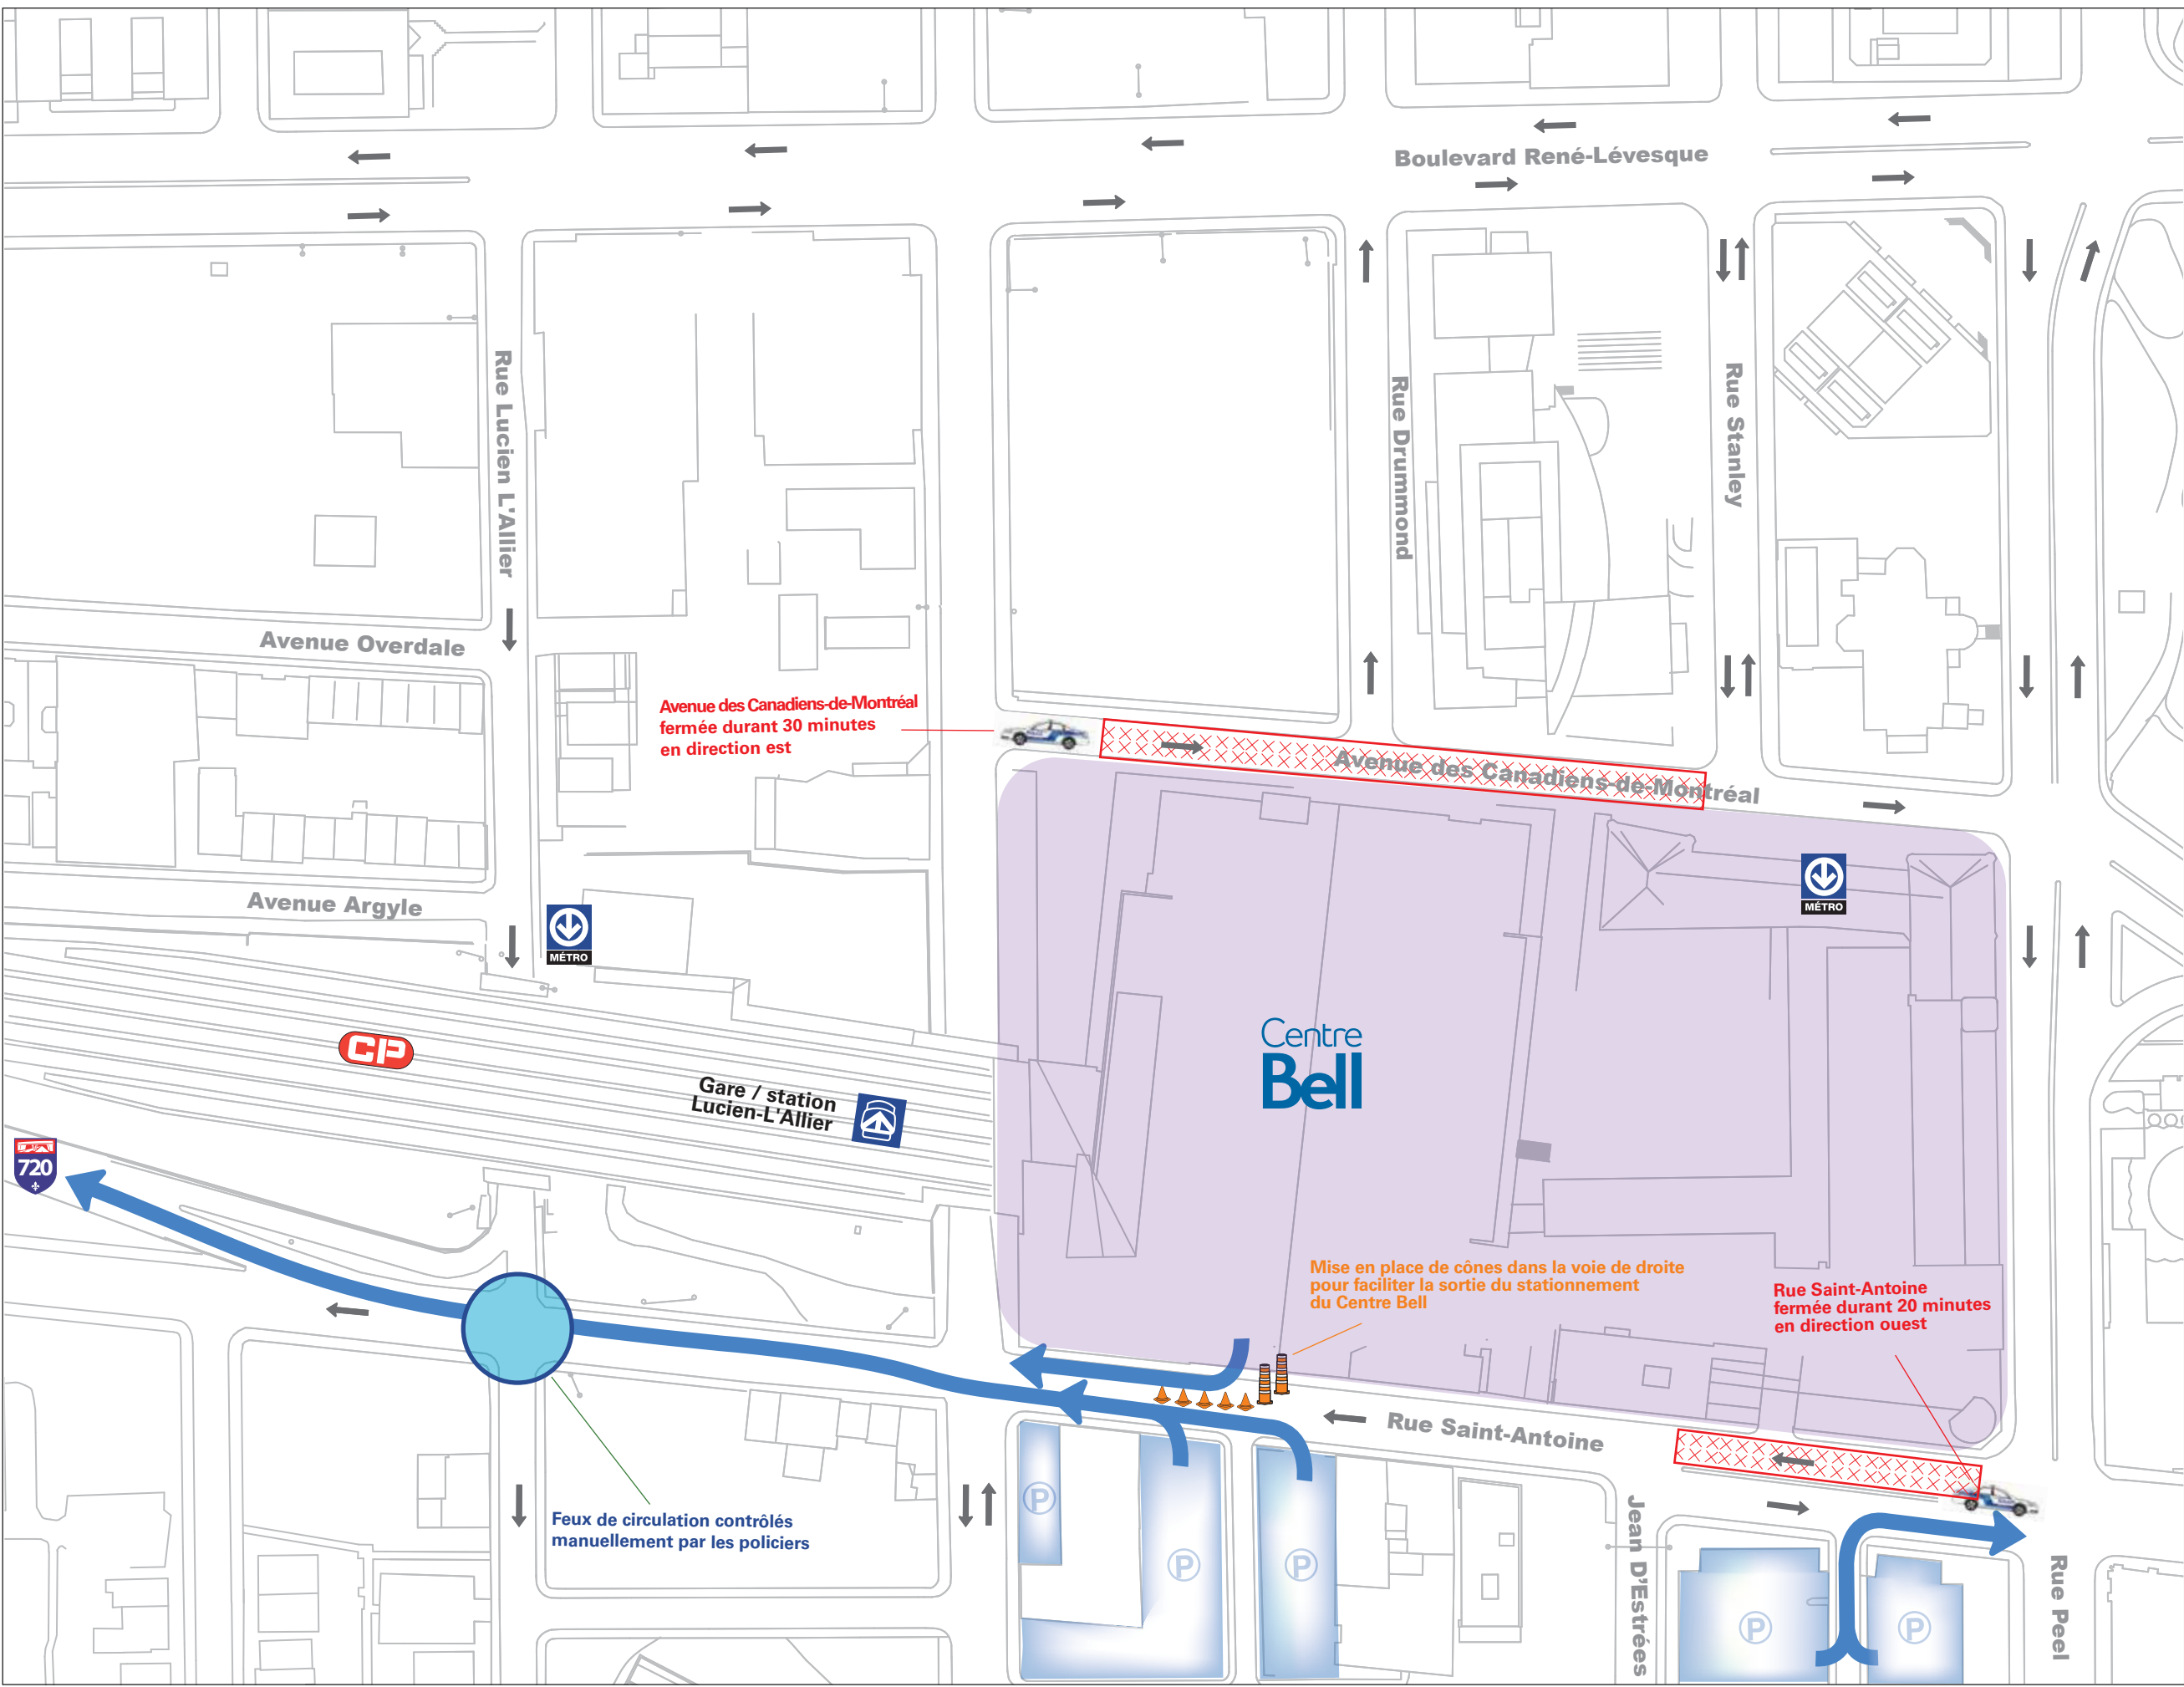 Boulevard René-Lévesque
Rue Lucien L'Allier
Rue Drummond
Rue Stanley
Avenue Overdale
Avenue des Canadiens-de-Montréal
fermée durant 30 minutes
en direction est
Avenue des Canadiens-de-Montréal
MÉTRO
Avenue Argyle
MÉTRO
CP
Centre
Bell
Gare / station
Lucien-L'Allier
720
Mise en place de cônes dans la voie de droite
pour faciliter la sortie du stationnement
du Centre Bell
Rue Saint-Antoine
fermée durant 20 minutes
en direction ouest
Rue Saint-Antoine
Feux de circulation contrôlés
manuellement par les policiers
P
P
P
Jean D'Estrées
P
P
Rue Peel